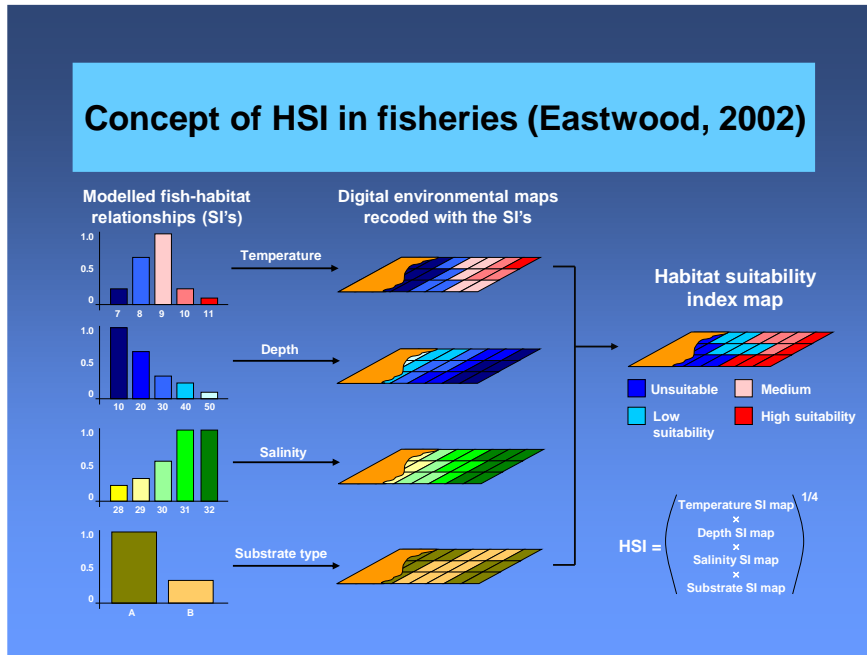 Concept of HSI in fisheries (Eastwood, 2002)
Modelled fish-habitat
relationships (SI's)
Digital environmental maps
recoded with the SI's
1.0
0.5
0
7 8 9 10 11
Temperature
1.0
0.5
0
10 20 30 40 50
Depth
1.0
0.5
0
28 29 30 31 32
Salinity
1.0
0.5
0
A B
Substrate type
Habitat suitability
index map
Unsuitable
Medium
Low
suitability
High suitability
HSI =
Temperature SI map
×
Depth SI map
×
Salinity SI map
×
Substrate SI map
1/4